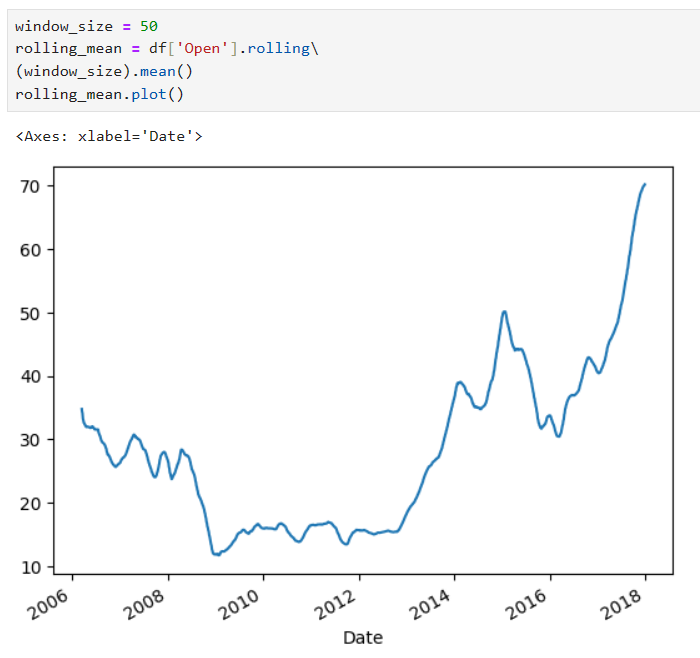 window_size = 50
rolling_mean = df['Open'].rolling\
(window_size).mean()
rolling_mean.plot()
<Axes: xlabel='Date'>
70
60
50
40
30
20
10
2006 2008 2010 2012 2014 2016 2018
Date